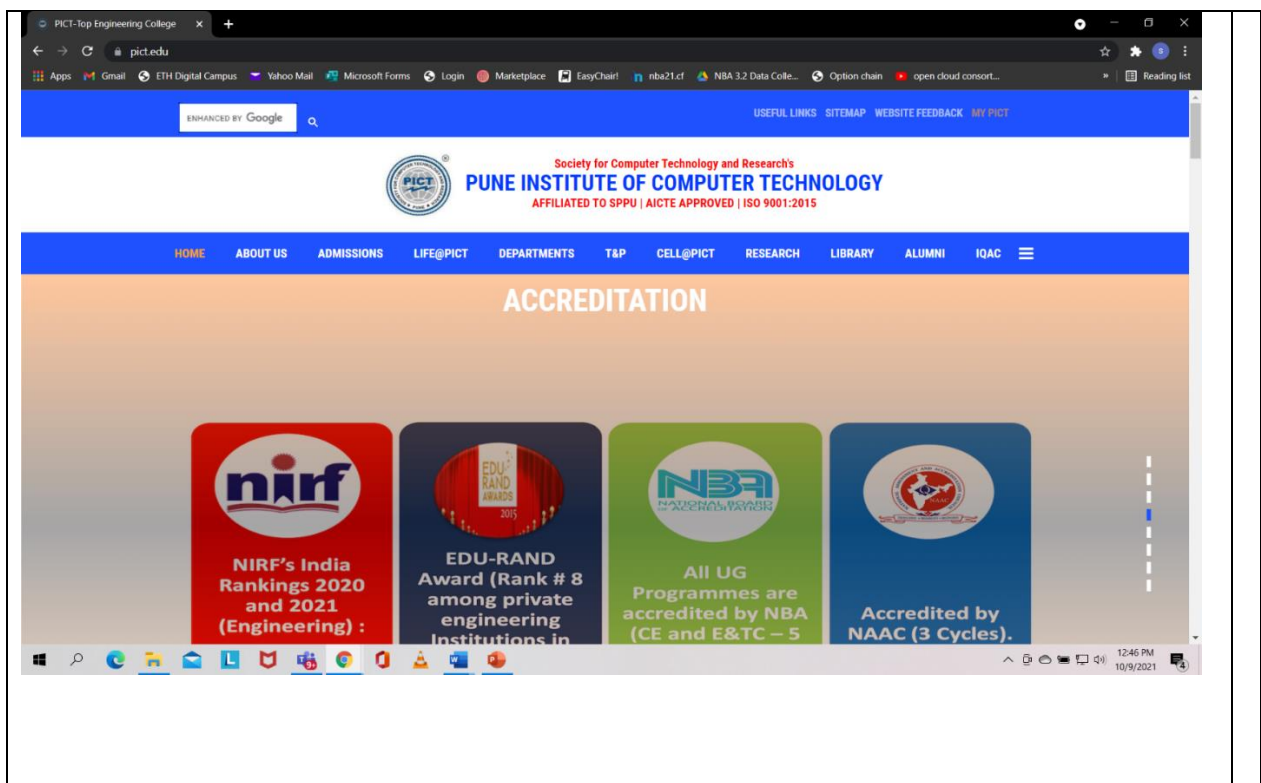 PICT-Top Engineering College
pict.edu
Apps Gmail ETH Digital Campus Yahoo Mail Microsoft Forms Login Marketplace EasyChair! nba21.cf NBA 3.2 Data Colle... Option chain open cloud consort... » Reading list
ENHANCED BY Google
USEFUL LINKS SITEMAP WEBSITE FEEDBACK MY PICT
PICT
Society for Computer Technology and Research's
PUNE INSTITUTE OF COMPUTER TECHNOLOGY
AFFILIATED TO SPPU | AICTE APPROVED | ISO 9001:2015
HOME ABOUT US ADMISSIONS LIFE@PICT DEPARTMENTS T&P CELL@PICT RESEARCH LIBRARY ALUMNI IQAC
ACCREDITATION
nirf
NIRF's India
Rankings 2020
and 2021
(Engineering) :
EDU-
RAND
AWARDS
2015
EDU-RAND
Award (Rank # 8
among private
engineering
Institutions in
NBA
NATIONAL BOARD
OF ACCREDITATION
All UG
Programmes are
accredited by NBA
(CE and E&TC – 5
NAAC
Accredited by
NAAC (3 Cycles).
12:46 PM
10/9/2021